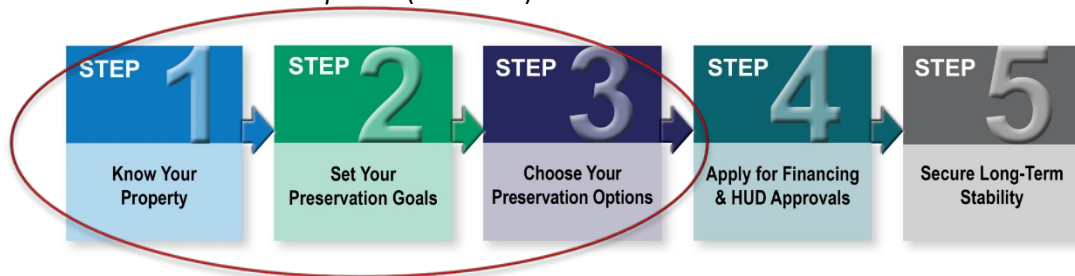 STEP 1
STEP 2
STEP 3
STEP 4
STEP 5
Know Your
Property
Set Your
Preservation Goals
Choose Your
Preservation Options
Apply for Financing
& HUD Approvals
Secure Long-Term
Stability